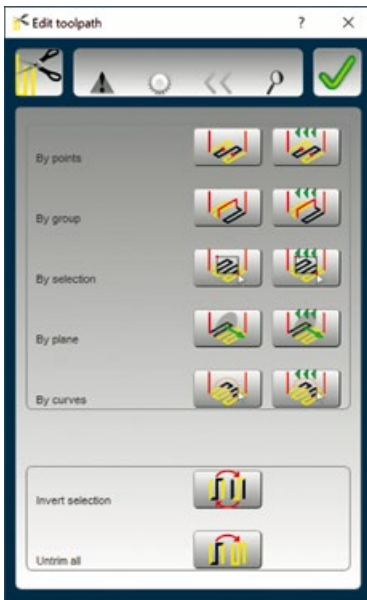 Edit toolpath
By points
By group
By selection
By plane
By curves
Invert selection
Untrim all